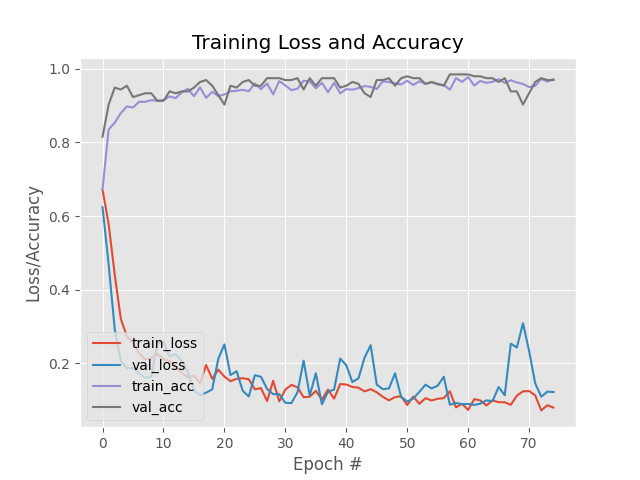 Training Loss and Accuracy
1.0
0.8
0.6
0.4
0.2
Loss/Accuracy
train_loss
val_loss
train_acc
val_acc
0 10 20 30 40 50 60 70
Epoch #